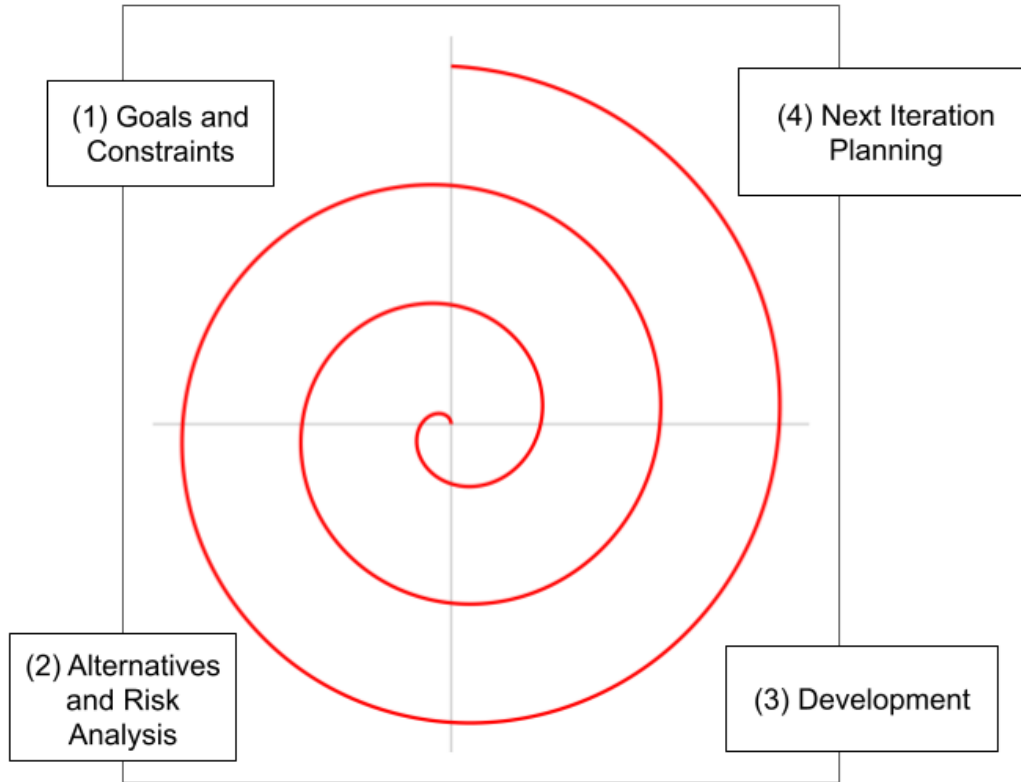 (1) Goals and
Constraints
(4) Next Iteration
Planning
(2) Alternatives
and Risk
Analysis
(3) Development